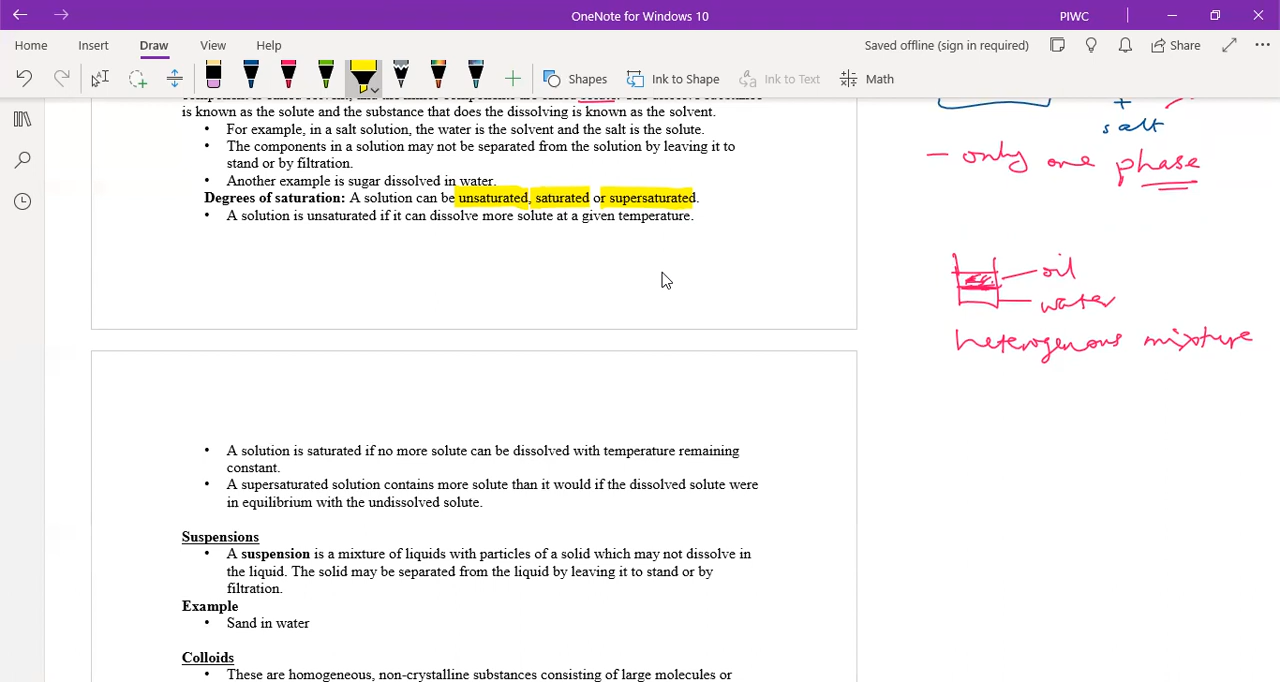 OneNote for Windows 10
PIWC
Home Insert Draw View Help
Saved offline (sign in required)
Share
Shapes
Ink to Shape
Ink to Text
Math
is known as the solute and the substance that does the dissolving is known as the solvent.
• For example, in a salt solution, the water is the solvent and the salt is the solute.
• The components in a solution may not be separated from the solution by leaving it to
stand or by filtration.
• Another example is sugar dissolved in water.
Degrees of saturation: A solution can be unsaturated, saturated or supersaturated.
• A solution is unsaturated if it can dissolve more solute at a given temperature.
• A solution is saturated if no more solute can be dissolved with temperature remaining
constant.
• A supersaturated solution contains more solute than it would if the dissolved solute were
in equilibrium with the undissolved solute.
Suspensions
• A suspension is a mixture of liquids with particles of a solid which may not dissolve in
the liquid. The solid may be separated from the liquid by leaving it to stand or by
filtration.
Example
• Sand in water
Colloids
• These are homogeneous, non-crystalline substances consisting of large molecules or
+
salt
- only one phase
oil
water
heterogenous mixture